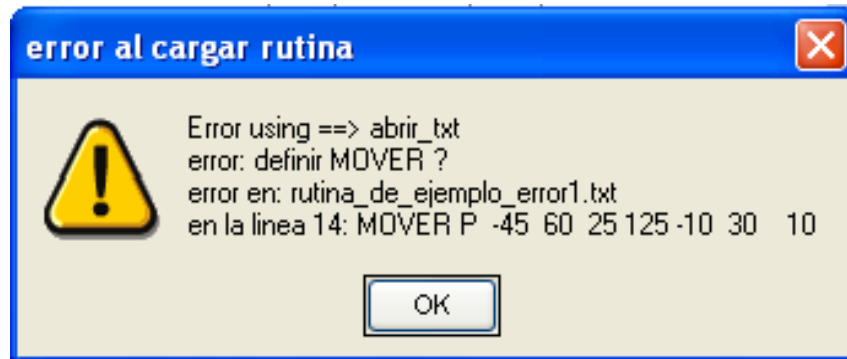 error al cargar rutina
Error using ==> abrir_txt
error: definir MOVER ?
error en: rutina_de_ejemplo_error1.txt
en la linea 14: MOVER P  -45  60  25 125 -10  30    10
OK